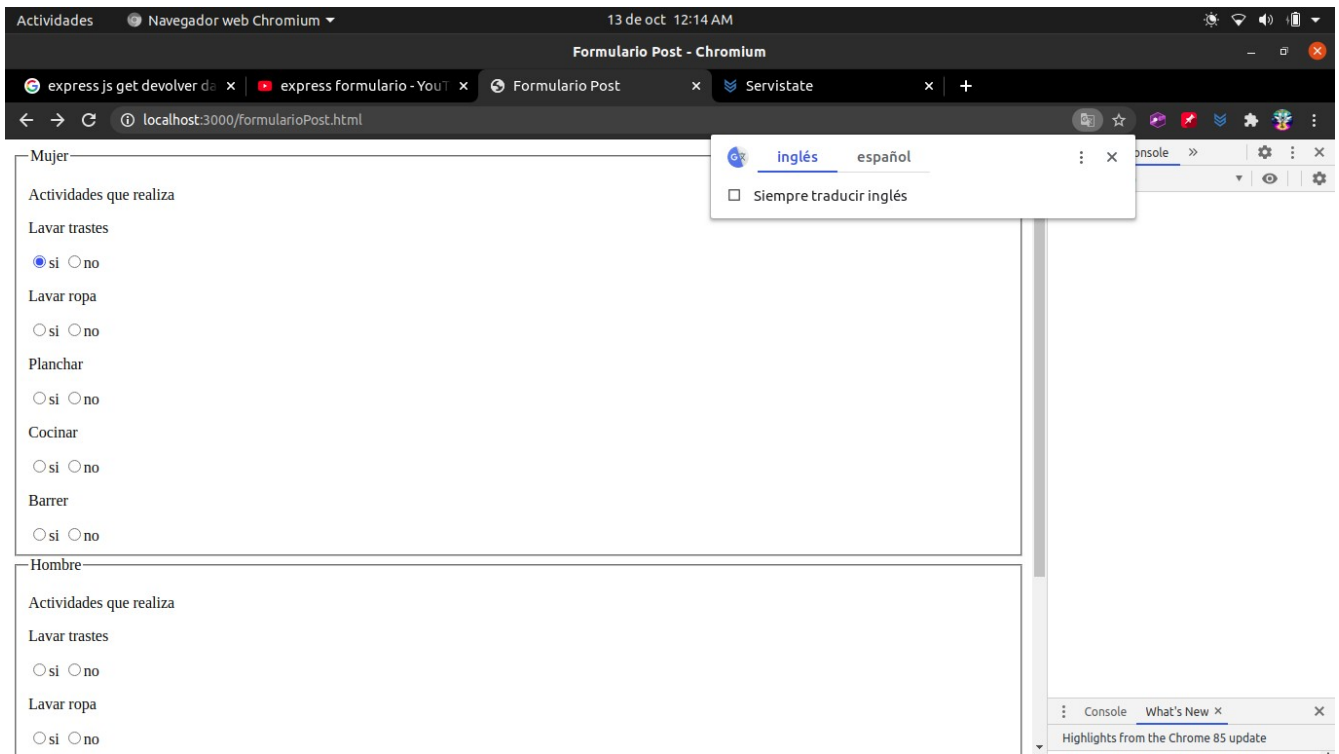 Actividades Navegador web Chromium 13 de oct 12:14 AM
Formulario Post - Chromium
express js get devolver da express formulario - YouT Formulario Post Servistate
localhost:3000/formularioPost.html
inglés español
Siempre traducir inglés
onsole
Mujer
Actividades que realiza
Lavar trastes
si no
Lavar ropa
si no
Planchar
si no
Cocinar
si no
Barrer
si no
Hombre
Actividades que realiza
Lavar trastes
si no
Lavar ropa
si no
Console What's New
Highlights from the Chrome 85 update